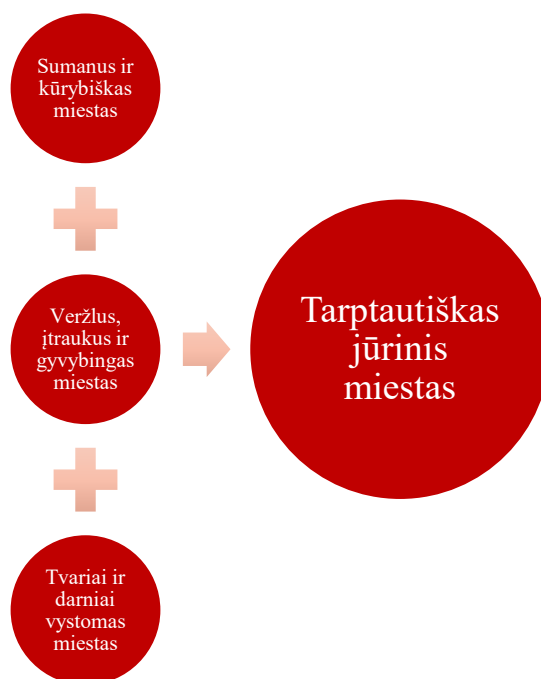 Sumanus ir
kūrybiškas
miestas
Veržlus,
įtraukus ir
gyvybingas
miestas
Tvariai ir
darniai
vystomas
miestas
Tarptautiškas
jūrinis
miestas